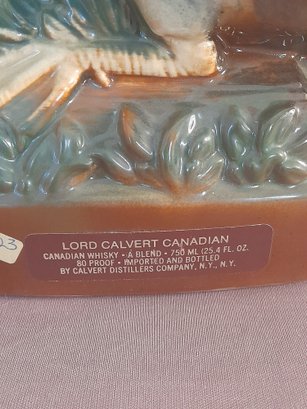 23
LORD CALVERT CANADIAN
CANADIAN WHISKY • A BLEND • 750 ML (25.4 FL. OZ.
80 PROOF • IMPORTED AND BOTTLED
BY CALVERT DISTILLERS COMPANY, N.Y., N.Y.